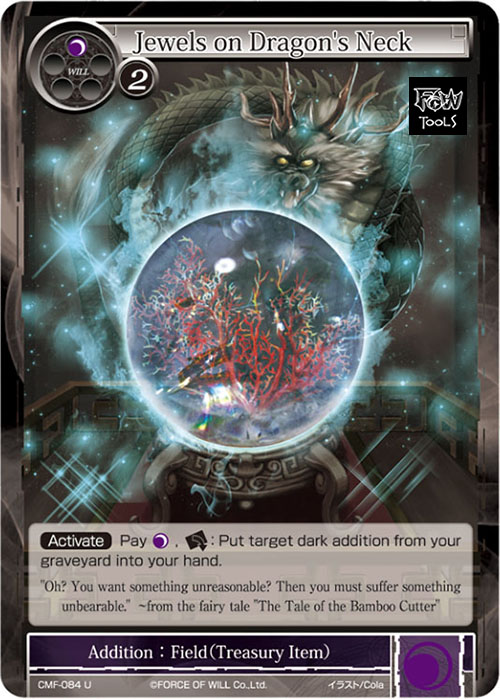 Jewels on Dragon's Neck
WILL
2
FOW
TOOLS
Activate Pay , : Put target dark addition from your
graveyard into your hand.
"Oh? You want something unreasonable? Then you must suffer something
unbearable." ~from the fairy tale "The Tale of the Bamboo Cutter"
Addition : Field(Treasury Item)
CMF-084 U ©FORCE OF WILL Co.,Ltd. イラスト/Cola